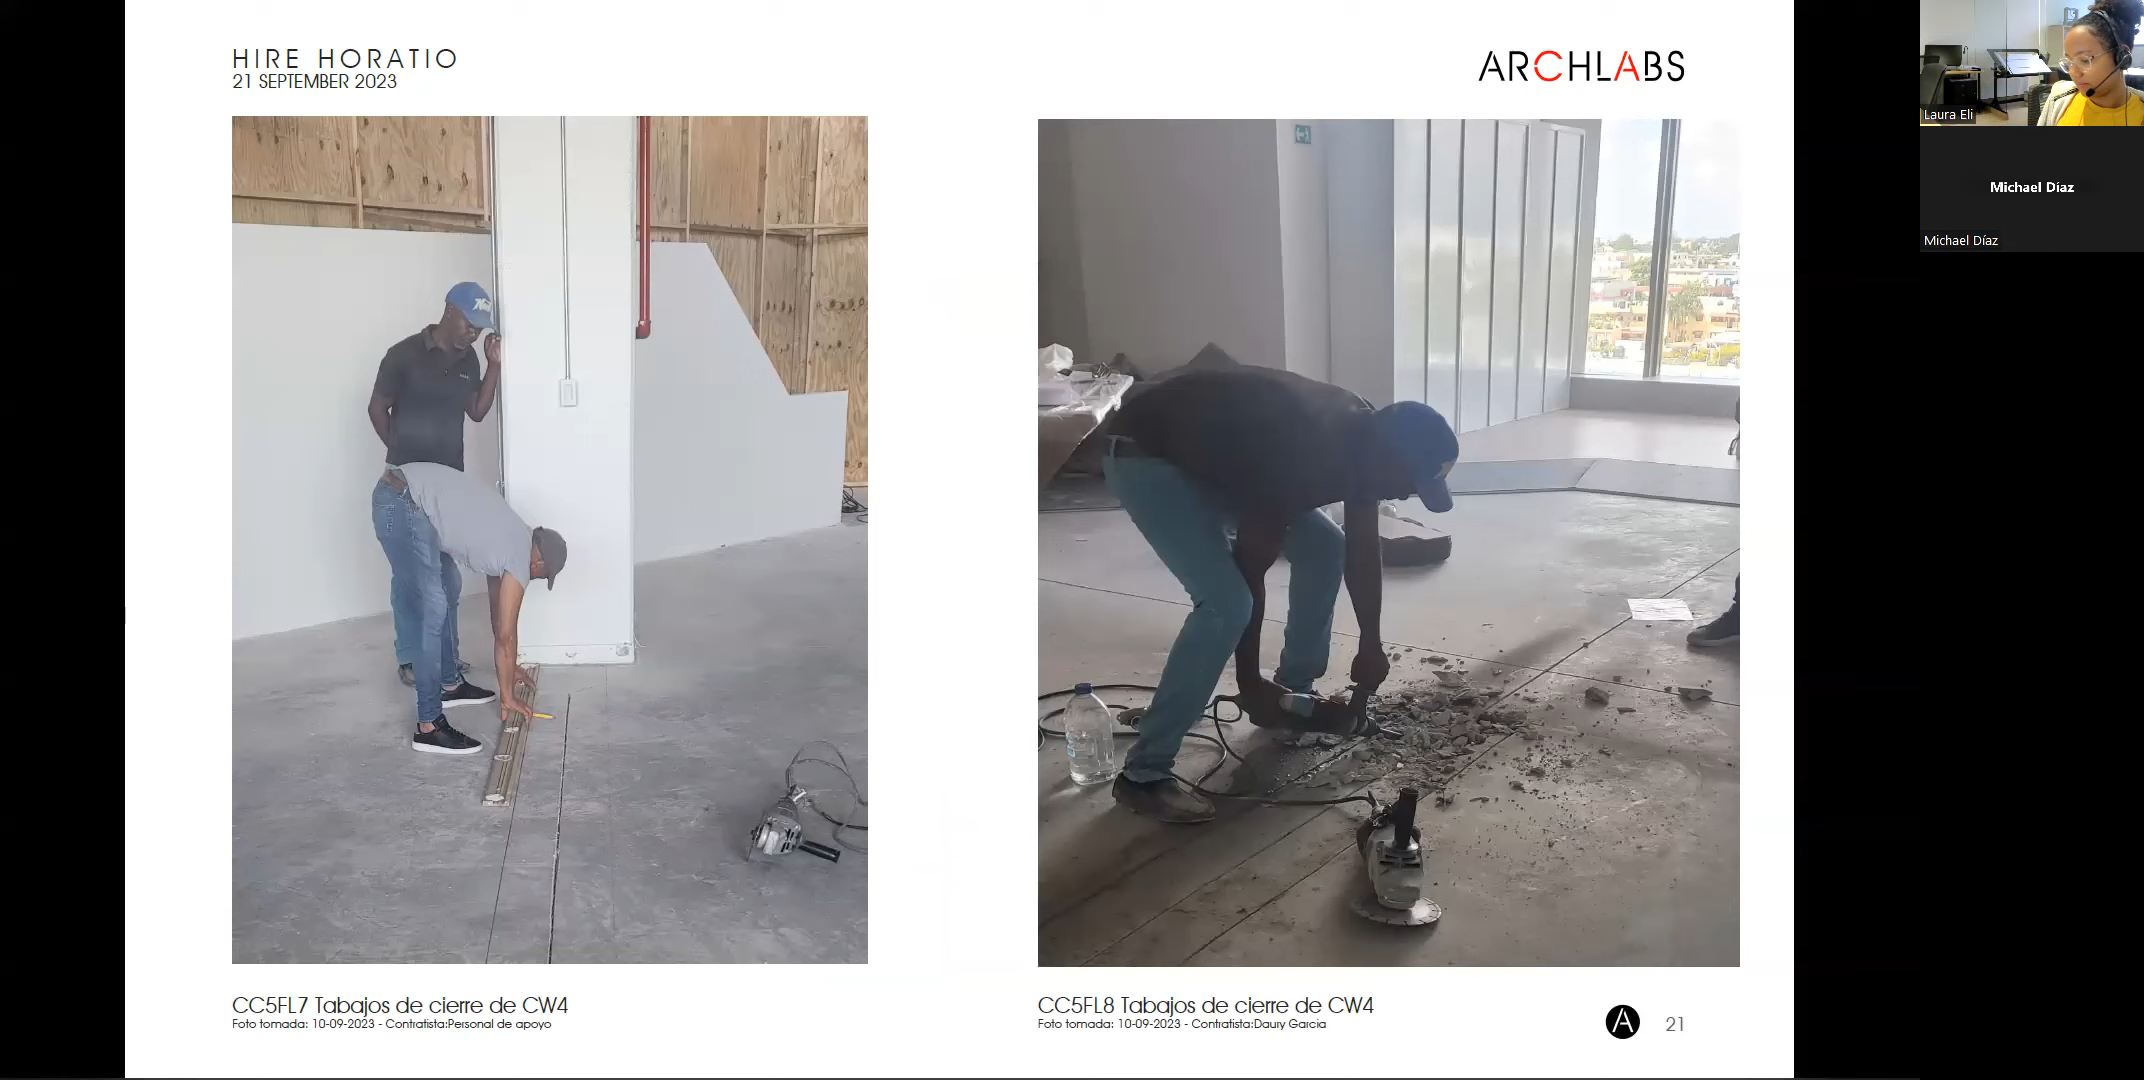 HIRE HORATIO
21 SEPTEMBER 2023
ARCHLABS
CC5FL7 Tabajos de cierre de CW4
Foto tomada: 10-09-2023 - Contratista:Personal de apoyo
CC5FL8 Tabajos de cierre de CW4
Foto tomada: 10-09-2023 - Contratista:Daury Garcia
A
21
Laura Eli
Michael Díaz
Michael Díaz